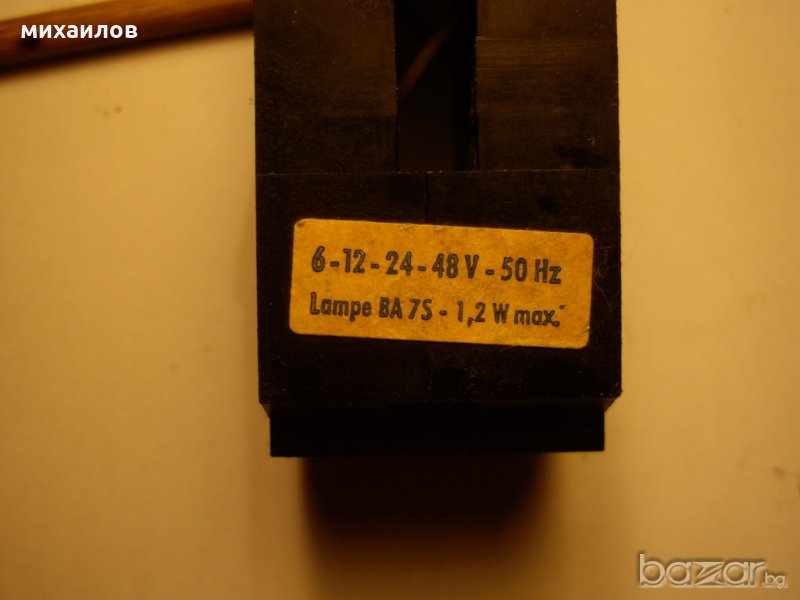 михаилов
6-12-24-48 V-50 Hz
Lampe BA 7S - 1,2 W max.
bazar.bg